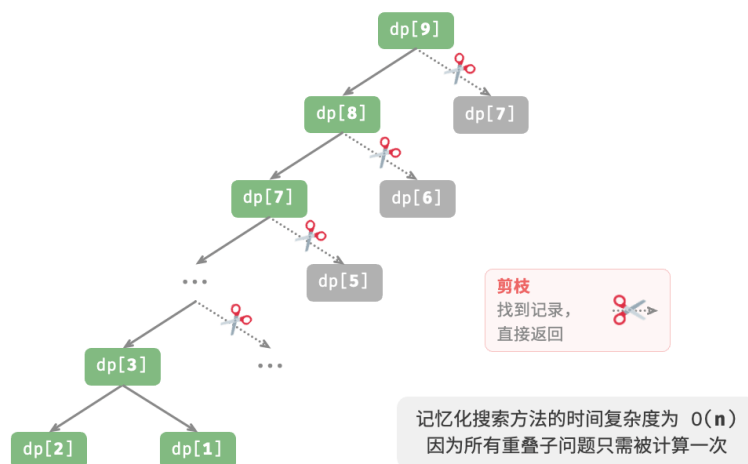 dp[9]
dp[8]
dp[7]
dp[7]
dp[6]
...
dp[5]
剪枝
找到记录，
直接返回
dp[3]
...
dp[2]
dp[1]
记忆化搜索方法的时间复杂度为 O(n)
因为所有重叠子问题只需被计算一次